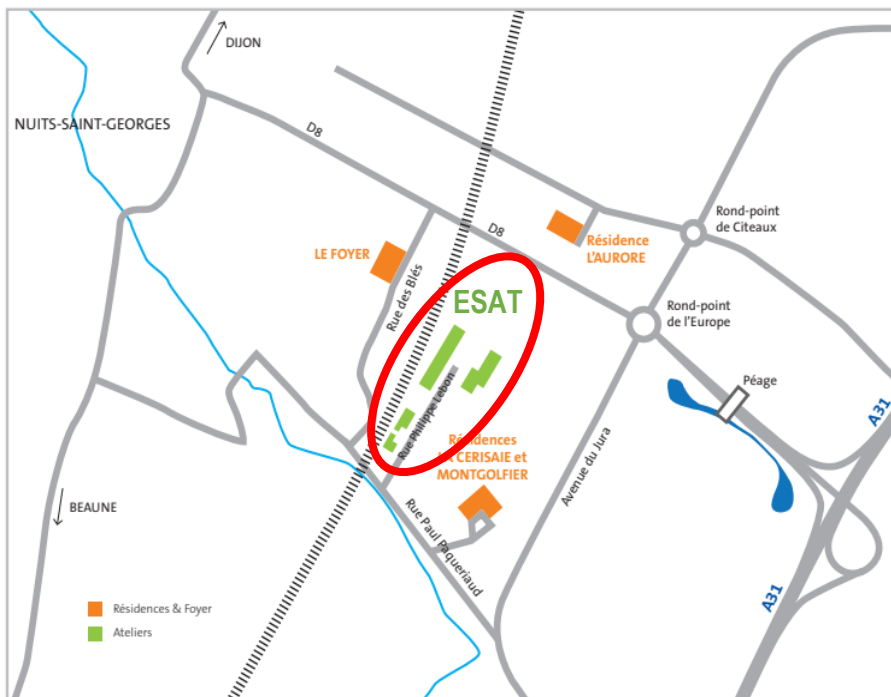 DIJON
NUITS-SAINT-GEORGES
D8
D8
Rond-point
de Citeaux
Résidence
L'AURORE
LE FOYER
Rue des Blés
ESAT
Rond-point
de l'Europe
Péage
A31
Rue Philippe Lebon
Résidences
LA CERISAIE et
MONTGOLFIER
Avenue du Jura
BEAUNE
Rue Paul Paqueriaud
A31
Résidences & Foyer
Ateliers